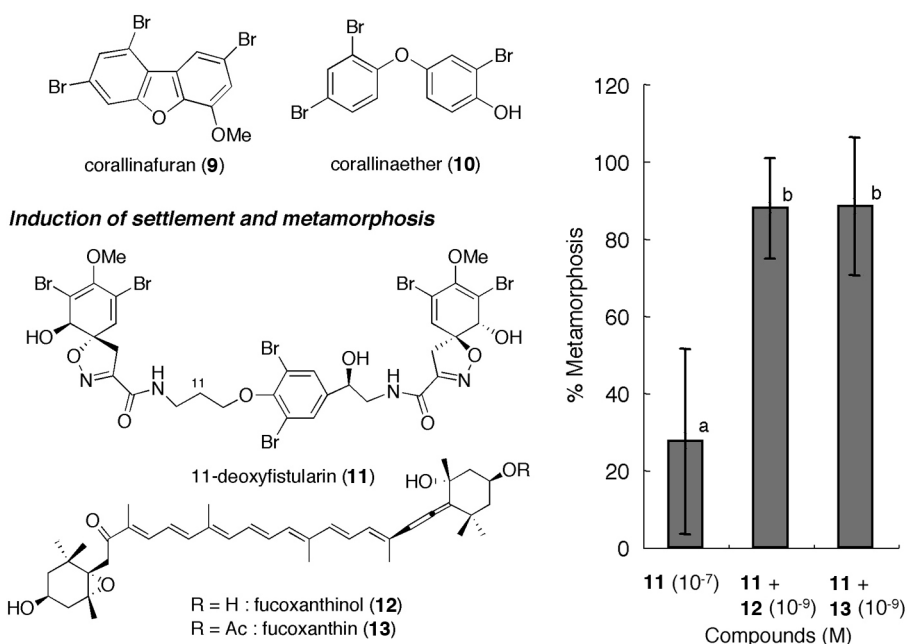 Br
Br
Br
O
OMe
corallinafuran (9)
Br
O
Br
Br
OH
corallinaether (10)
Induction of settlement and metamorphosis
OMe
Br
Br
HO
O
N
N
H
O
11
O
Br
Br
OH
H
N
O
OMe
Br
Br
OH
O
N
11-deoxyfistularin (11)
HO
OR
O
O
HO
R = H : fucoxanthinol (12)
R = Ac : fucoxanthin (13)
% Metamorphosis
120
100
80
60
40
20
0
a
b
b
11 (10-7)
11 +
12 (10-9)
11 +
13 (10-9)
Compounds (M)